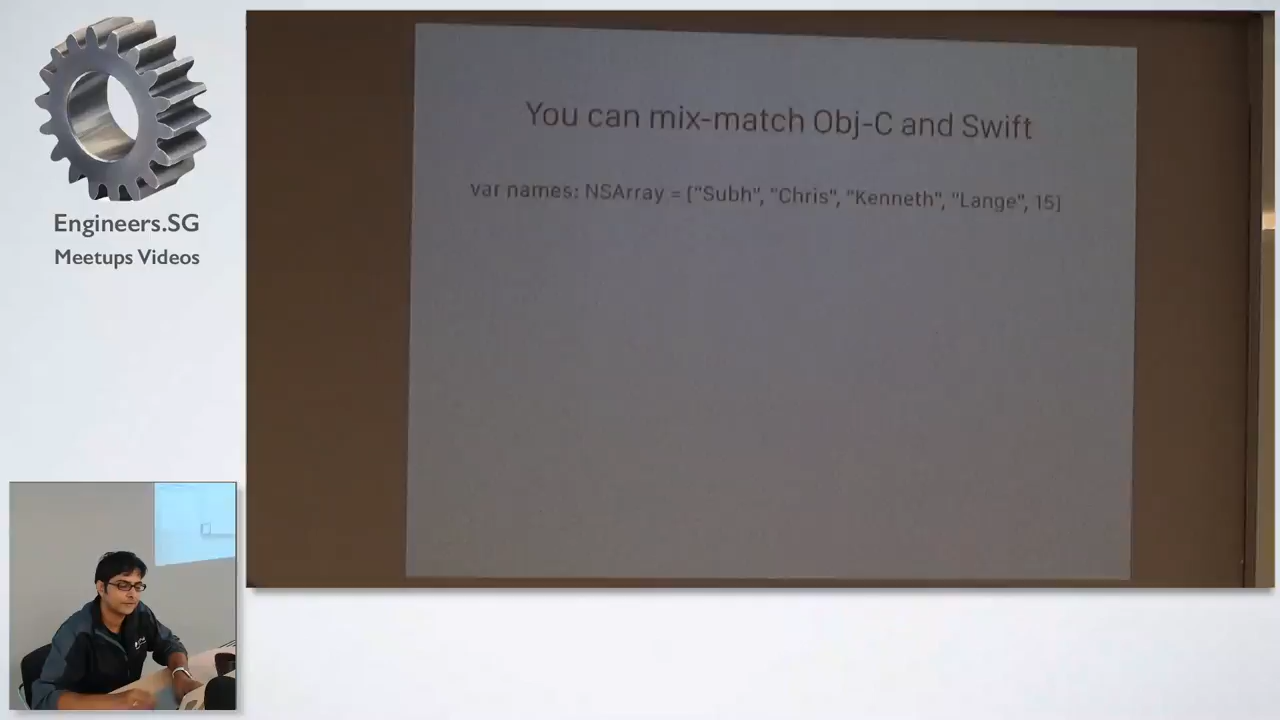 Engineers.SG
Meetups Videos
You can mix-match Obj-C and Swift
var names: NSArray = ["Subh", "Chris", "Kenneth", "Lange", 15]